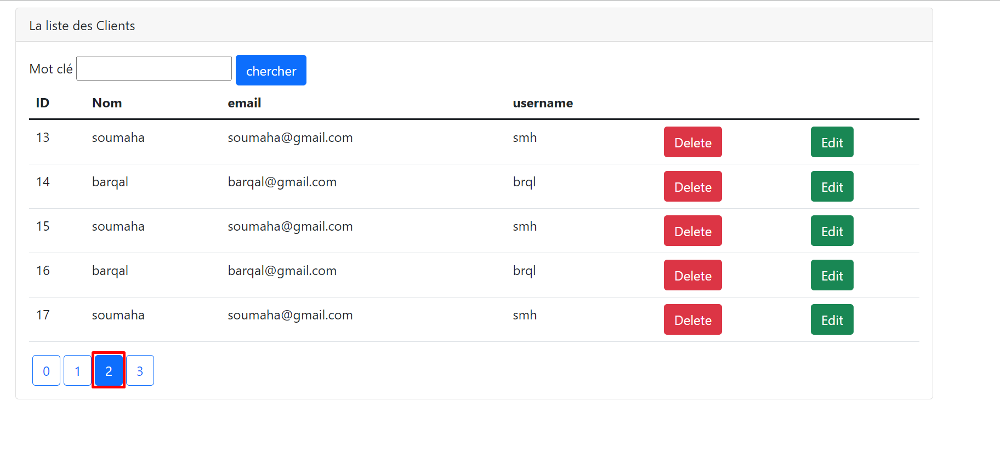 La liste des Clients
Mot clé chercher
ID Nom email username
13 soumaha soumaha@gmail.com smh Delete Edit
14 barqal barqal@gmail.com brql Delete Edit
15 soumaha soumaha@gmail.com smh Delete Edit
16 barqal barqal@gmail.com brql Delete Edit
17 soumaha soumaha@gmail.com smh Delete Edit
0 1 2 3